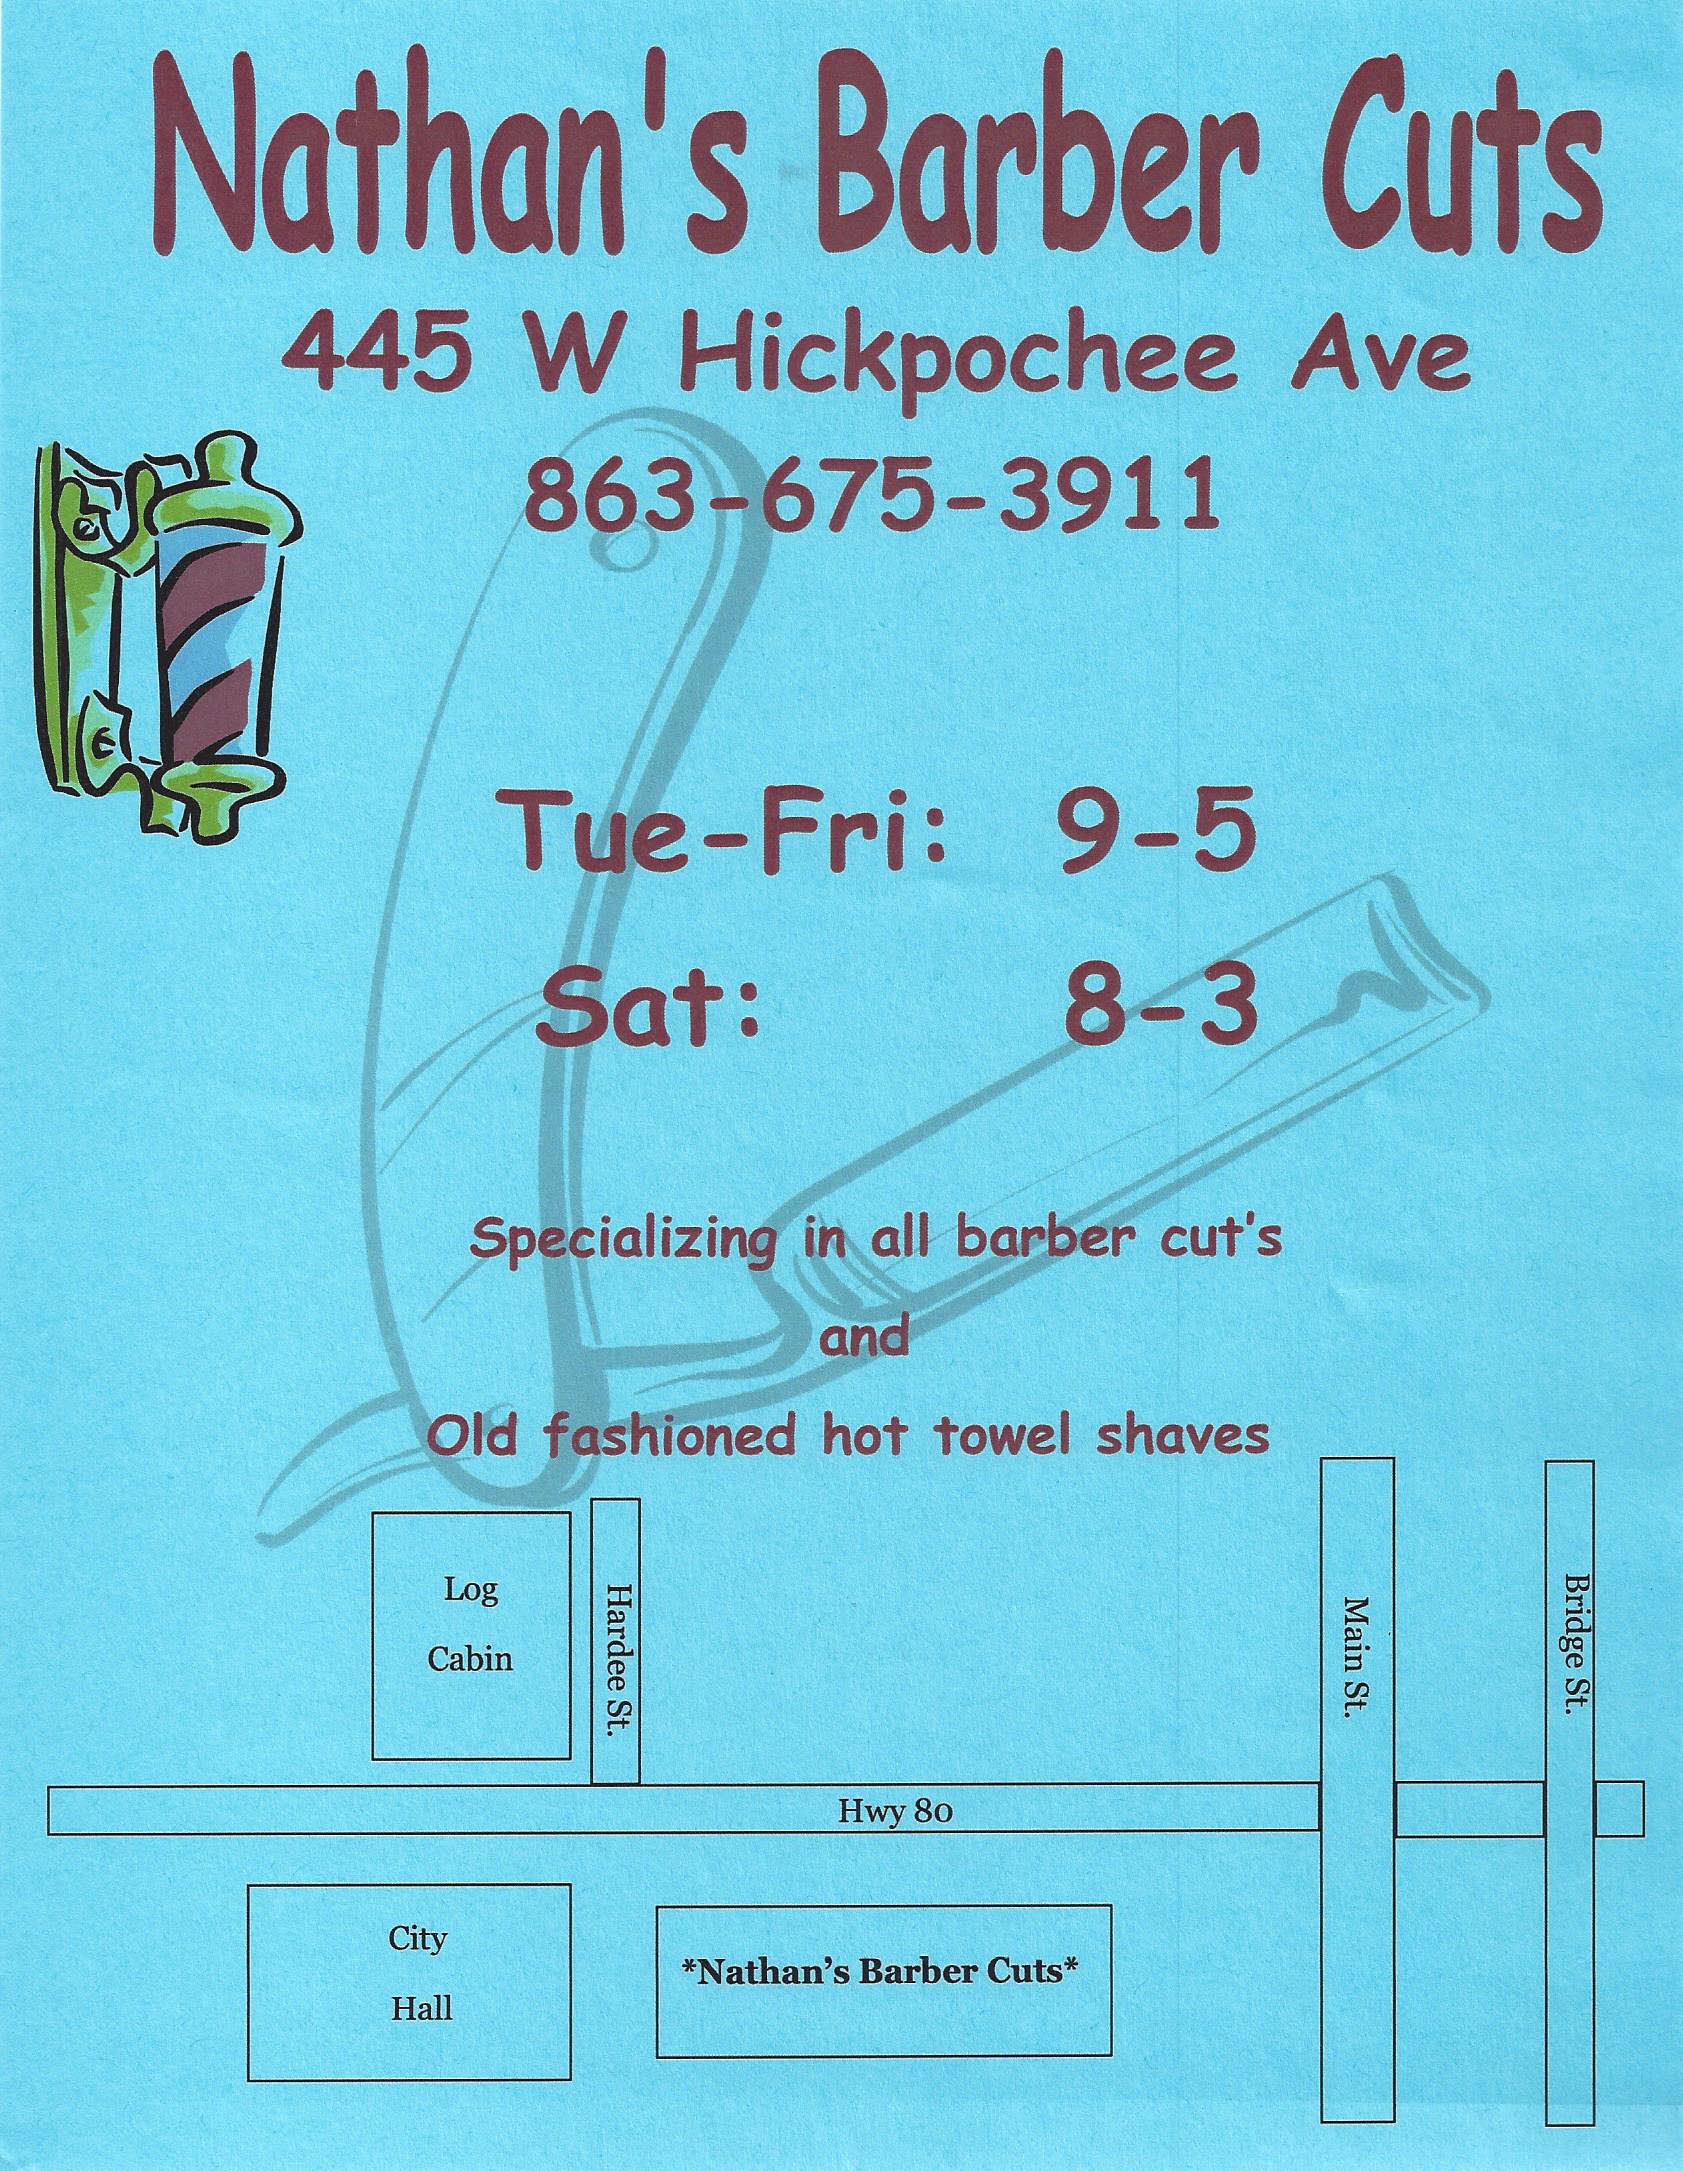 Nathan's Barber Cuts
445 W Hickpochee Ave
863-675-3911
Tue-Fri: 9-5
Sat: 8-3
Specializing in all barber cut's
and
Old fashioned hot towel shaves
Log
Cabin
Hardee St.
Main St.
Bridge St.
Hwy 80
City
Hall
*Nathan's Barber Cuts*